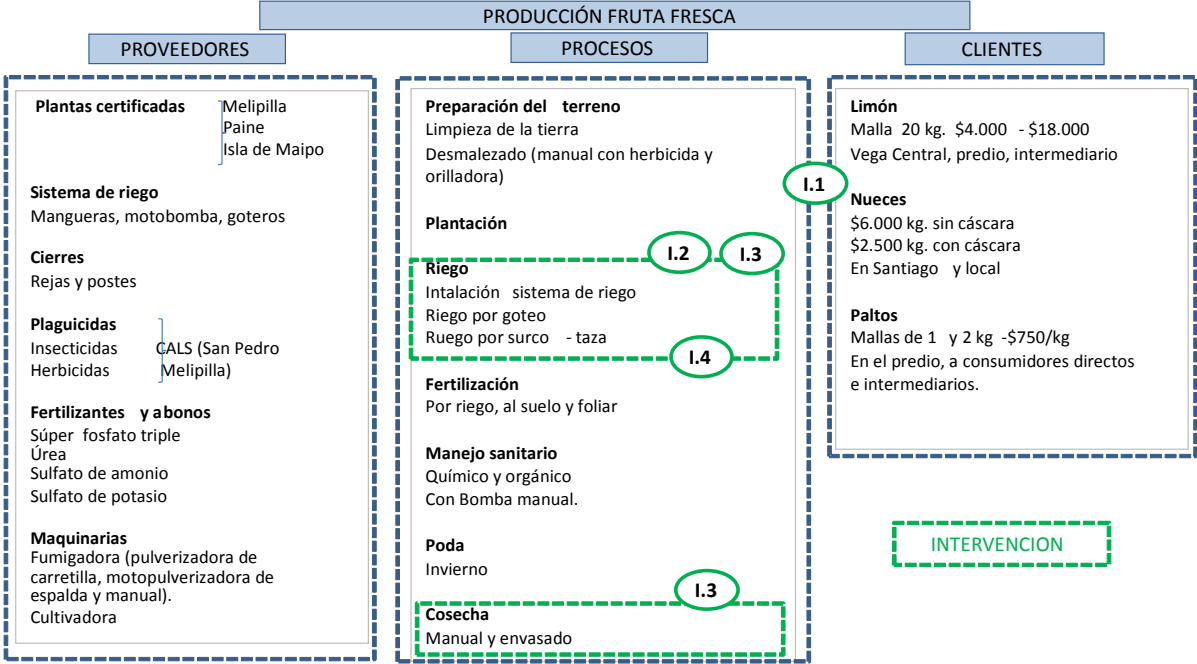 PRODUCCIÓN FRUTA FRESCA
PROVEEDORES
Plantas certificadas Melipilla
Paine
Isla de Maipo
Sistema de riego
Mangueras, motobomba, goteros
Cierres
Rejas y postes
Plaguicidas
Insecticidas CALS (San Pedro
Herbicidas Melipilla)
Fertilizantes y abonos
Súper fosfato triple
Úrea
Sulfato de amonio
Sulfato de potasio
Maquinarias
Fumigadora (pulverizadora de
carretilla, motopulverizadora de
espalda y manual).
Cultivadora
PROCESOS
Preparación del terreno
Limpieza de la tierra
Desmalezado (manual con herbicida y
orilladora)
I.1
Plantación
I.2 I.3
Riego
Intalación sistema de riego
Riego por goteo
Ruego por surco - taza
I.4
Fertilización
Por riego, al suelo y foliar
Manejo sanitario
Químico y orgánico
Con Bomba manual.
Poda
Invierno
I.3
Cosecha
Manual y envasado
CLIENTES
Limón
Malla 20 kg. $4.000 - $18.000
Vega Central, predio, intermediario
Nueces
$6.000 kg. sin cáscara
$2.500 kg. con cáscara
En Santiago y local
Paltos
Mallas de 1 y 2 kg -$750/kg
En el predio, a consumidores directos
e intermediarios.
INTERVENCION